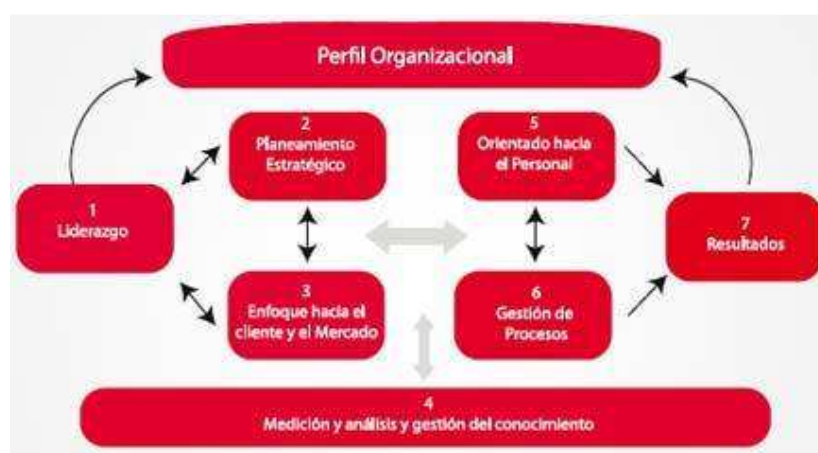 Perfil Organizacional
1
Liderazgo
2
Planeamiento
Estratégico
3
Enfoque hacia el
cliente y el Mercado
5
Orientado hacia
el Personal
6
Gestión de
Procesos
7
Resultados
4
Medición y análisis y gestión del conocimiento